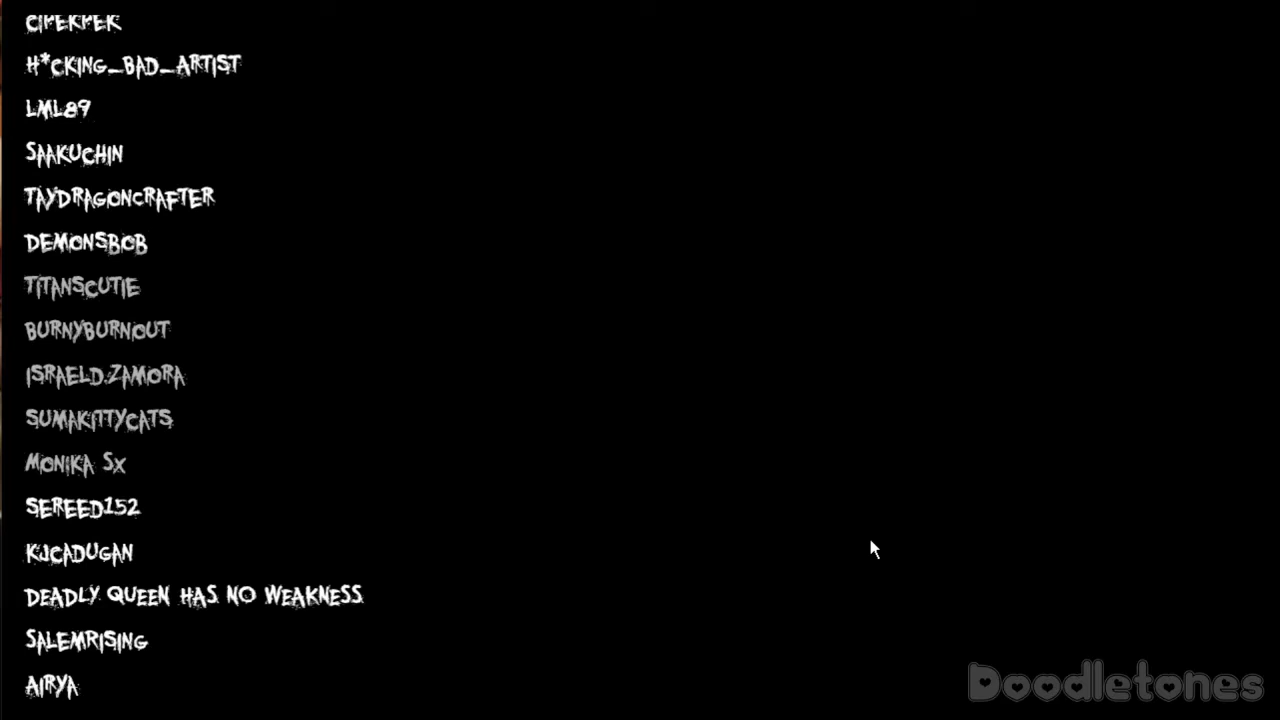 CIPEKPEK
H*CKING_BAD_ARTIST
LML89
SAAKUCHIN
TAYDRAGONCRAFTER
DEMONSBOB
TITANSCUTIE
BURNYBURNOUT
ISRAELD.ZAMORA
SUMAKITTYCATS
MONIKA SX
SEREED152
KJCADUGAN
DEADLY QUEEN HAS NO WEAKNESS
SALEMRISING
AIRYA
Doodletones